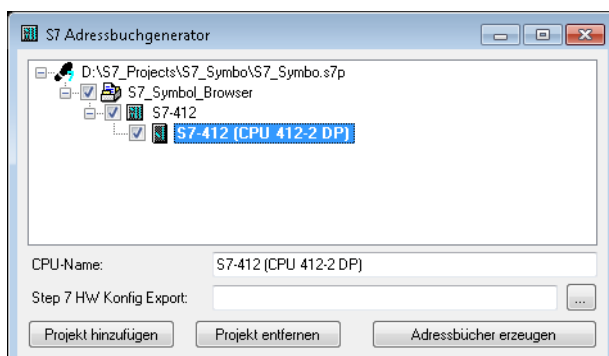 S7 Adressbuchgenerator
D:\S7_Projects\S7_Symbo\S7_Symbo.s7p
S7_Symbol_Browser
S7-412
S7-412 (CPU 412-2 DP)
CPU-Name: S7-412 (CPU 412-2 DP)
Step 7 HW Konfig Export: ...
Projekt hinzufügen Projekt entfernen Adressbücher erzeugen